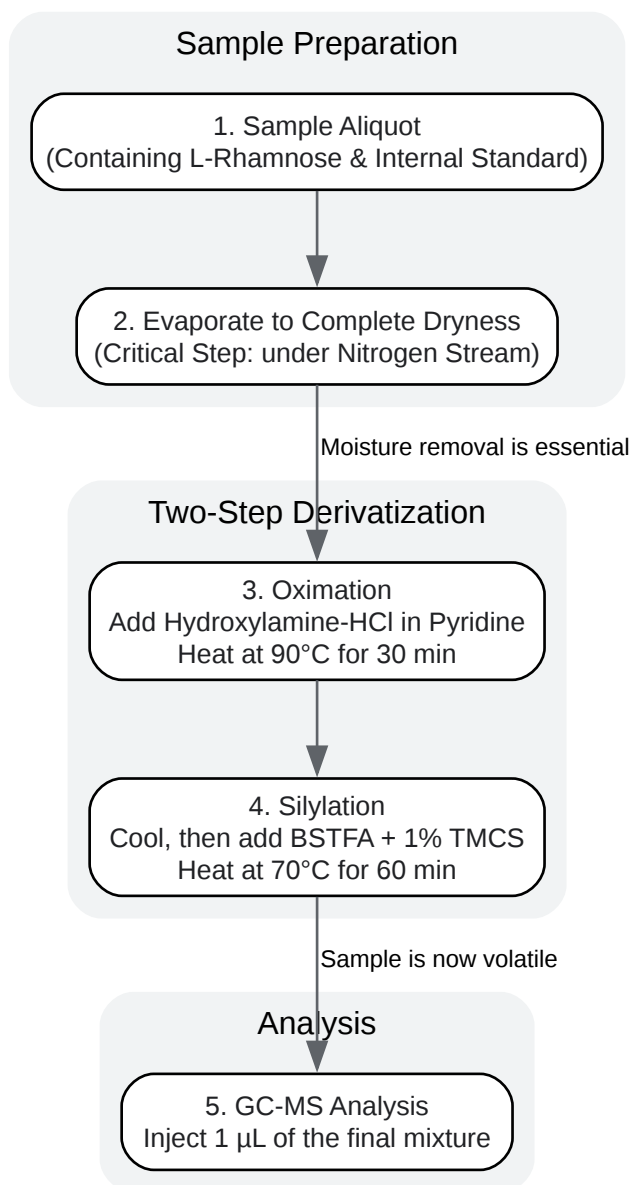 Sample Preparation
1. Sample Aliquot
(Containing L-Rhamnose & Internal Standard)
2. Evaporate to Complete Dryness
(Critical Step: under Nitrogen Stream)
Moisture removal is essential
Two-Step Derivatization
3. Oximation
Add Hydroxylamine-HCl in Pyridine
Heat at 90°C for 30 min
4. Silylation
Cool, then add BSTFA + 1% TMCS
Heat at 70°C for 60 min
Sample is now volatile
Analysis
5. GC-MS Analysis
Inject 1 µL of the final mixture